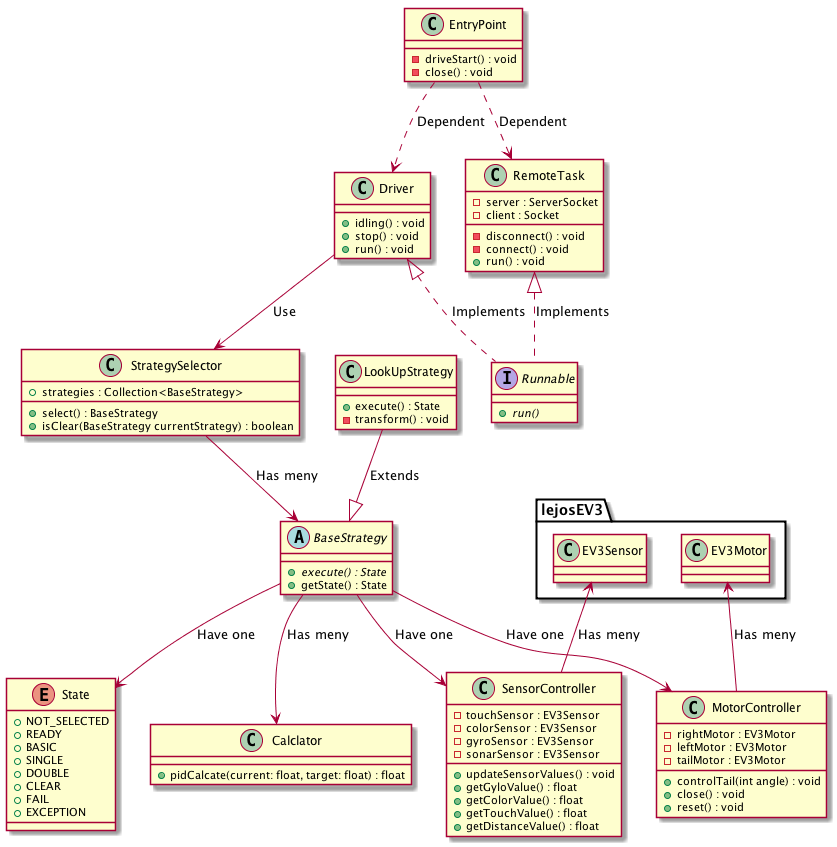 C EntryPoint
driveStart() : void
close() : void
Dependent
Dependent
C Driver
idling() : void
stop() : void
run() : void
C RemoteTask
server : ServerSocket
client : Socket
disconnect() : void
connect() : void
run() : void
Use
Implements
Implements
C StrategySelector
strategies : Collection<BaseStrategy>
select() : BaseStrategy
isClear(BaseStrategy currentStrategy) : boolean
C LookUpStrategy
execute() : State
transform() : void
I Runnable
run()
Has meny
Extends
lejosEV3
C EV3Sensor
C EV3Motor
A BaseStrategy
execute() : State
getState() : State
Have one
Has meny
Have one
Have one
Has meny
Has meny
E State
NOT_SELECTED
READY
BASIC
SINGLE
DOUBLE
CLEAR
FAIL
EXCEPTION
C Calclator
pidCalcate(current: float, target: float) : float
C SensorController
touchSensor : EV3Sensor
colorSensor : EV3Sensor
gyroSensor : EV3Sensor
sonarSensor : EV3Sensor
updateSensorValues() : void
getGyloValue() : float
getColorValue() : float
getTouchValue() : float
getDistanceValue() : float
C MotorController
rightMotor : EV3Motor
leftMotor : EV3Motor
tailMotor : EV3Motor
controlTail(int angle) : void
close() : void
reset() : void